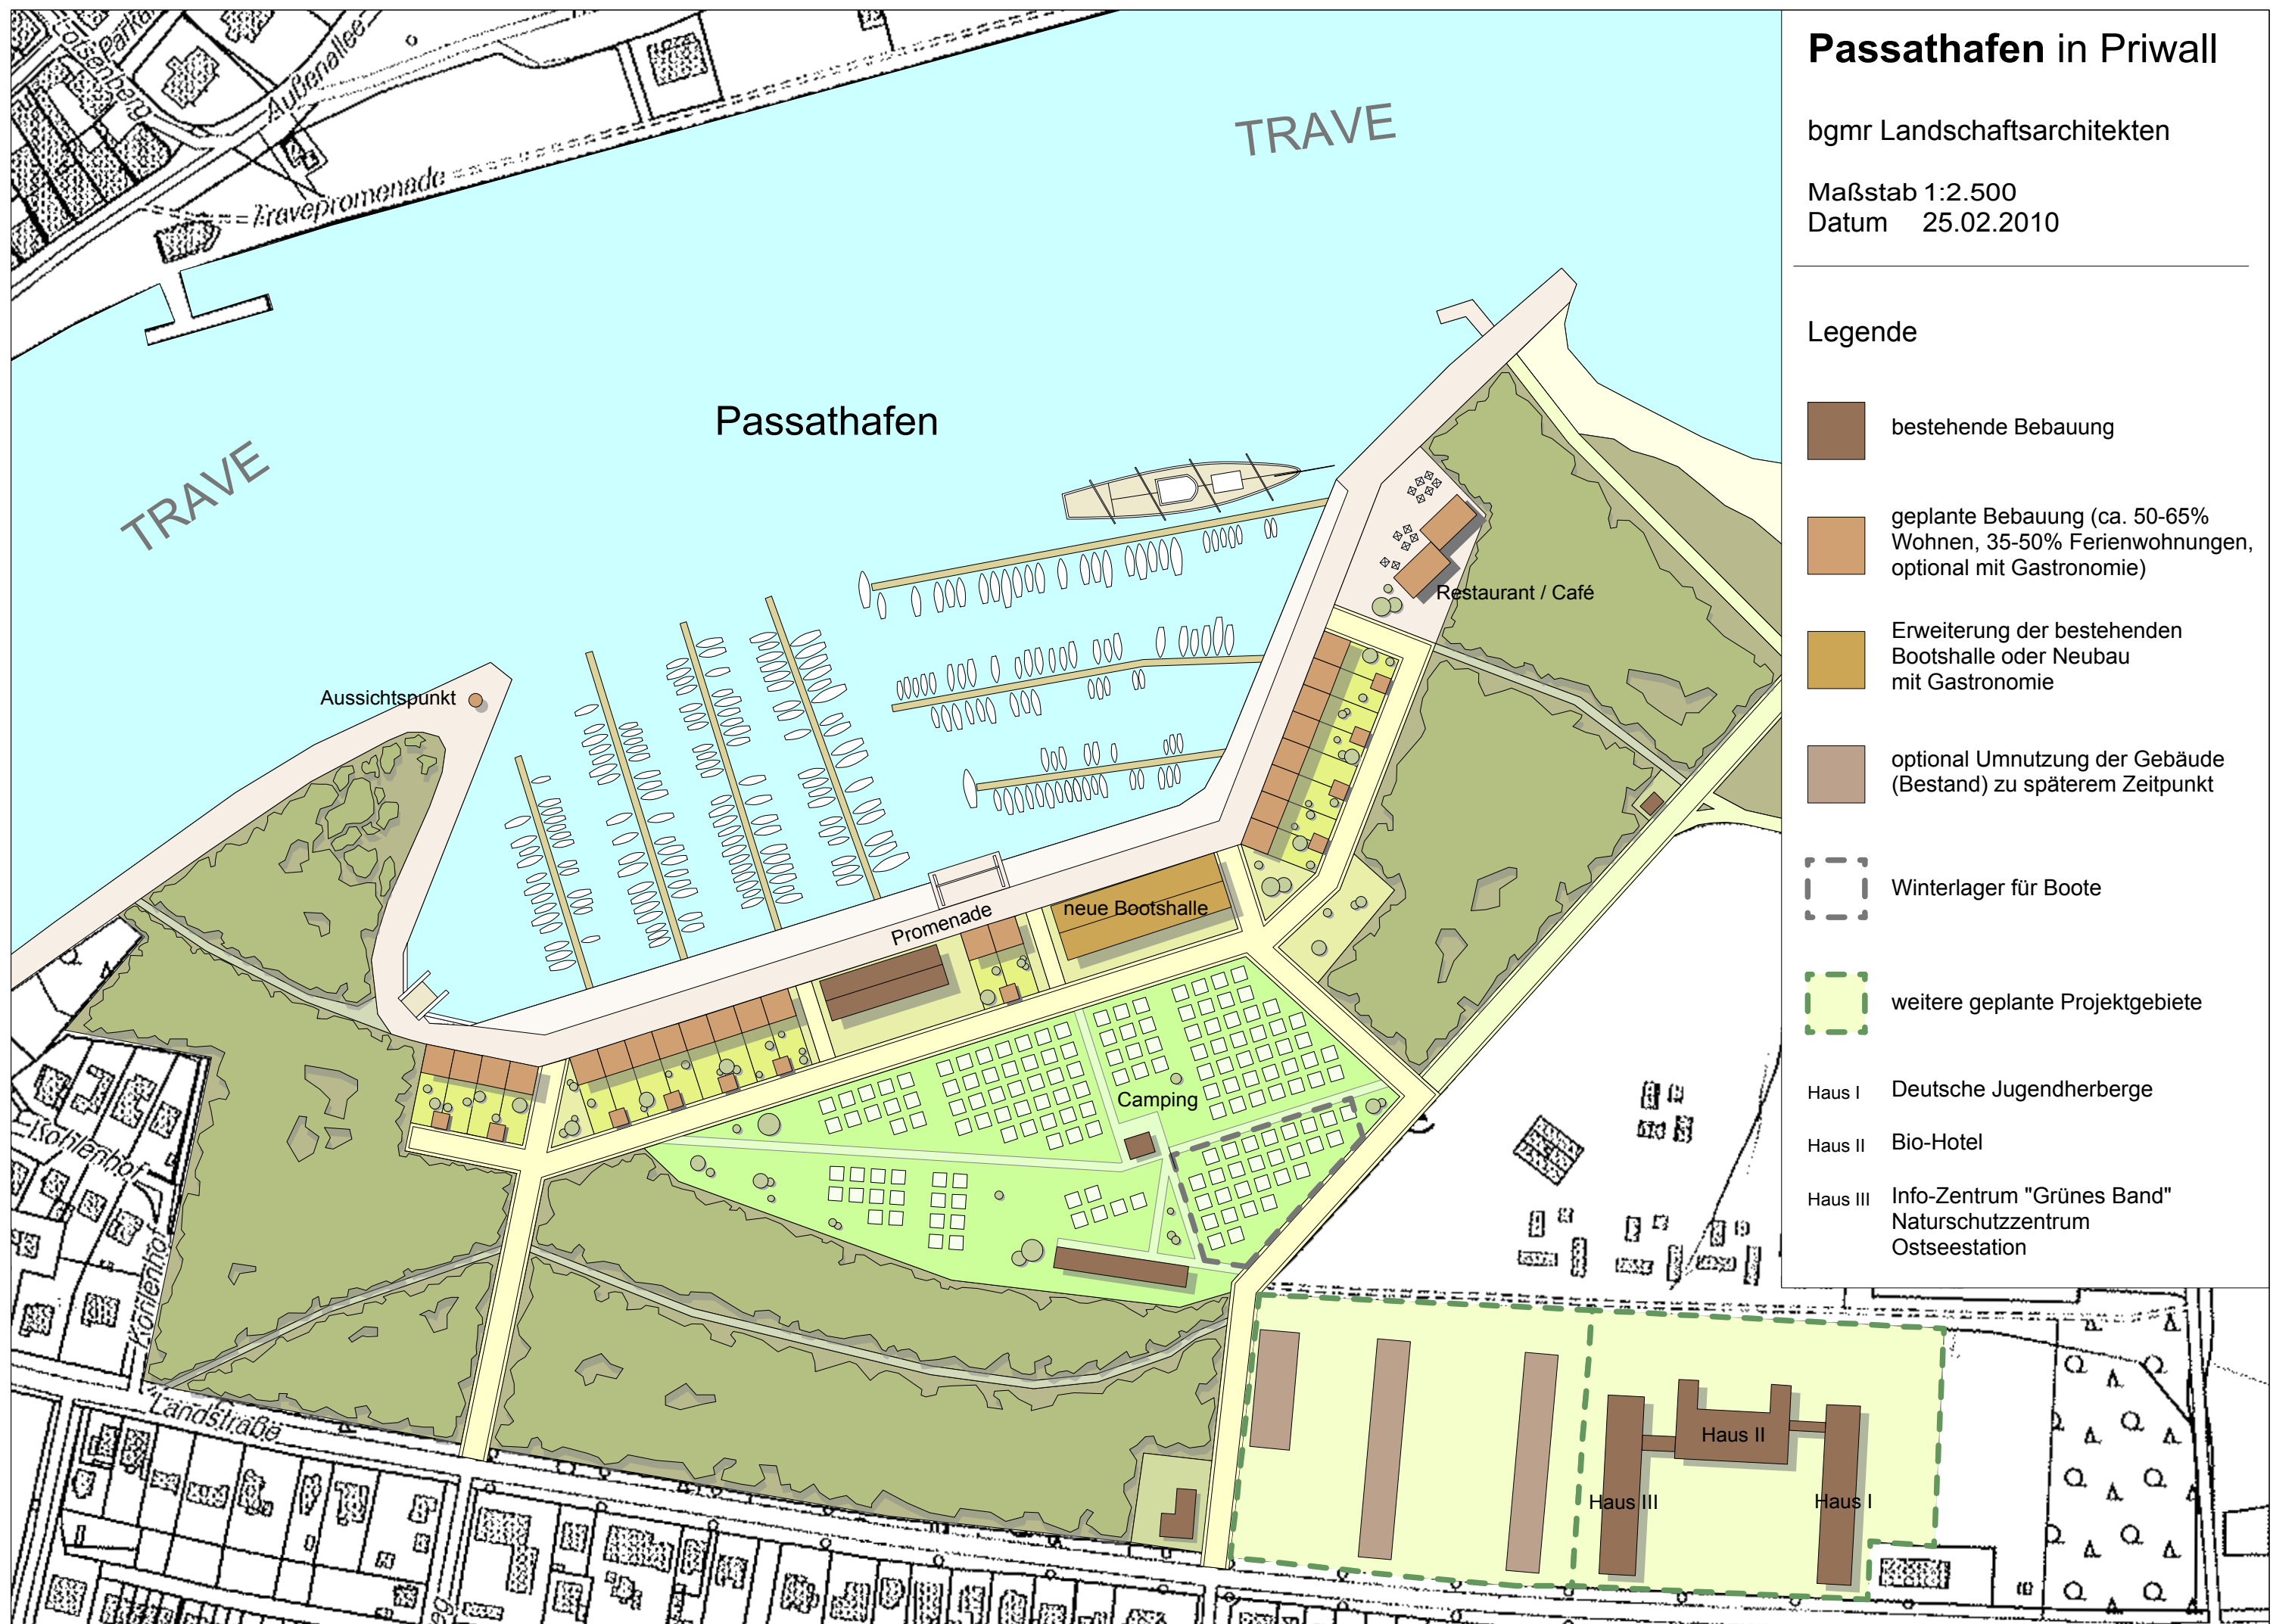 Passathafen in Priwall
bgmr Landschaftsarchitekten
Maßstab 1:2.500
Datum 25.02.2010
Legende
bestehende Bebauung
geplante Bebauung (ca. 50-65%
Wohnen, 35-50% Ferienwohnungen,
optional mit Gastronomie)
Erweiterung der bestehenden
Bootshalle oder Neubau
mit Gastronomie
optional Umnutzung der Gebäude
(Bestand) zu späterem Zeitpunkt
Winterlager für Boote
weitere geplante Projektgebiete
Haus I Deutsche Jugendherberge
Haus II Bio-Hotel
Haus III Info-Zentrum "Grünes Band"
Naturschutzzentrum
Ostseestation
Außenallee
Travepromenade
TRAVE
TRAVE
Passathafen
Aussichtspunkt
Restaurant / Café
Promenade
neue Bootshalle
Camping
Kohlenhof
Kohlenhof
Landstraße
Haus II
Haus III
Haus I